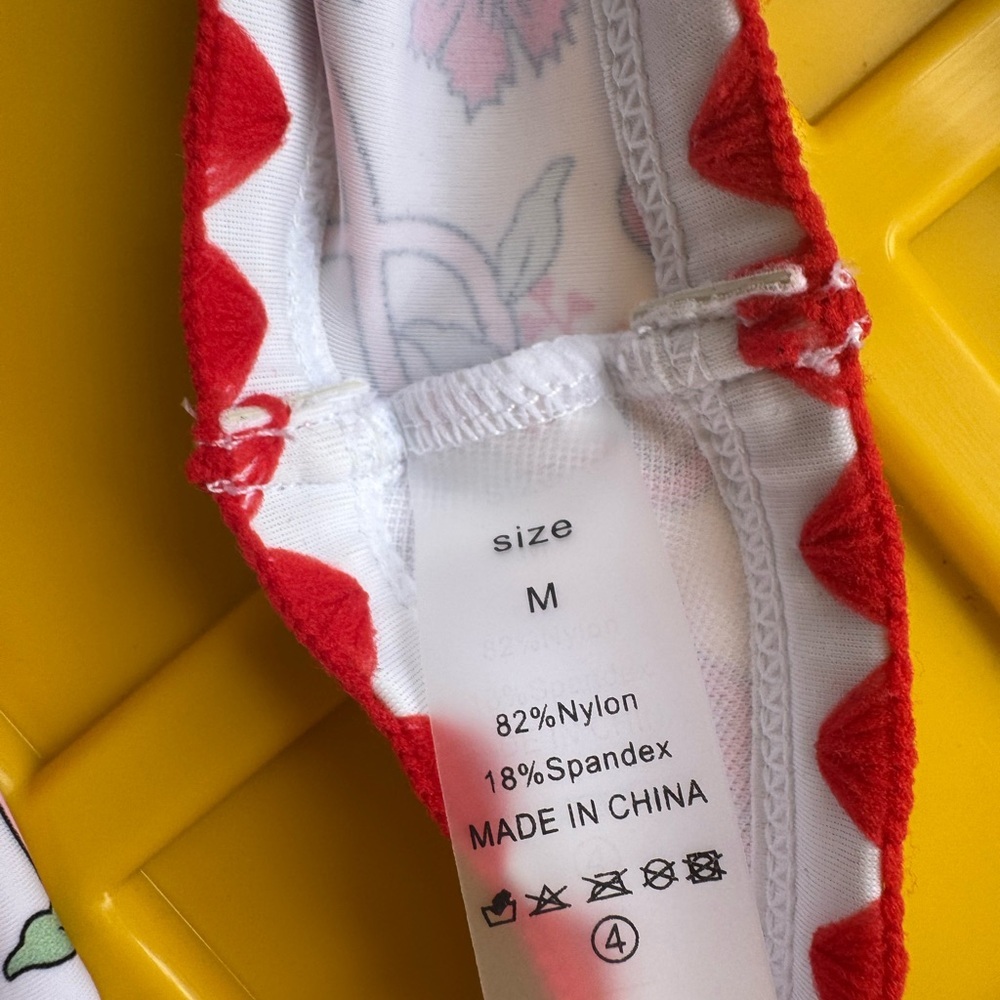 size
M
82%Nylon
18%Spandex
MADE IN CHINA
4